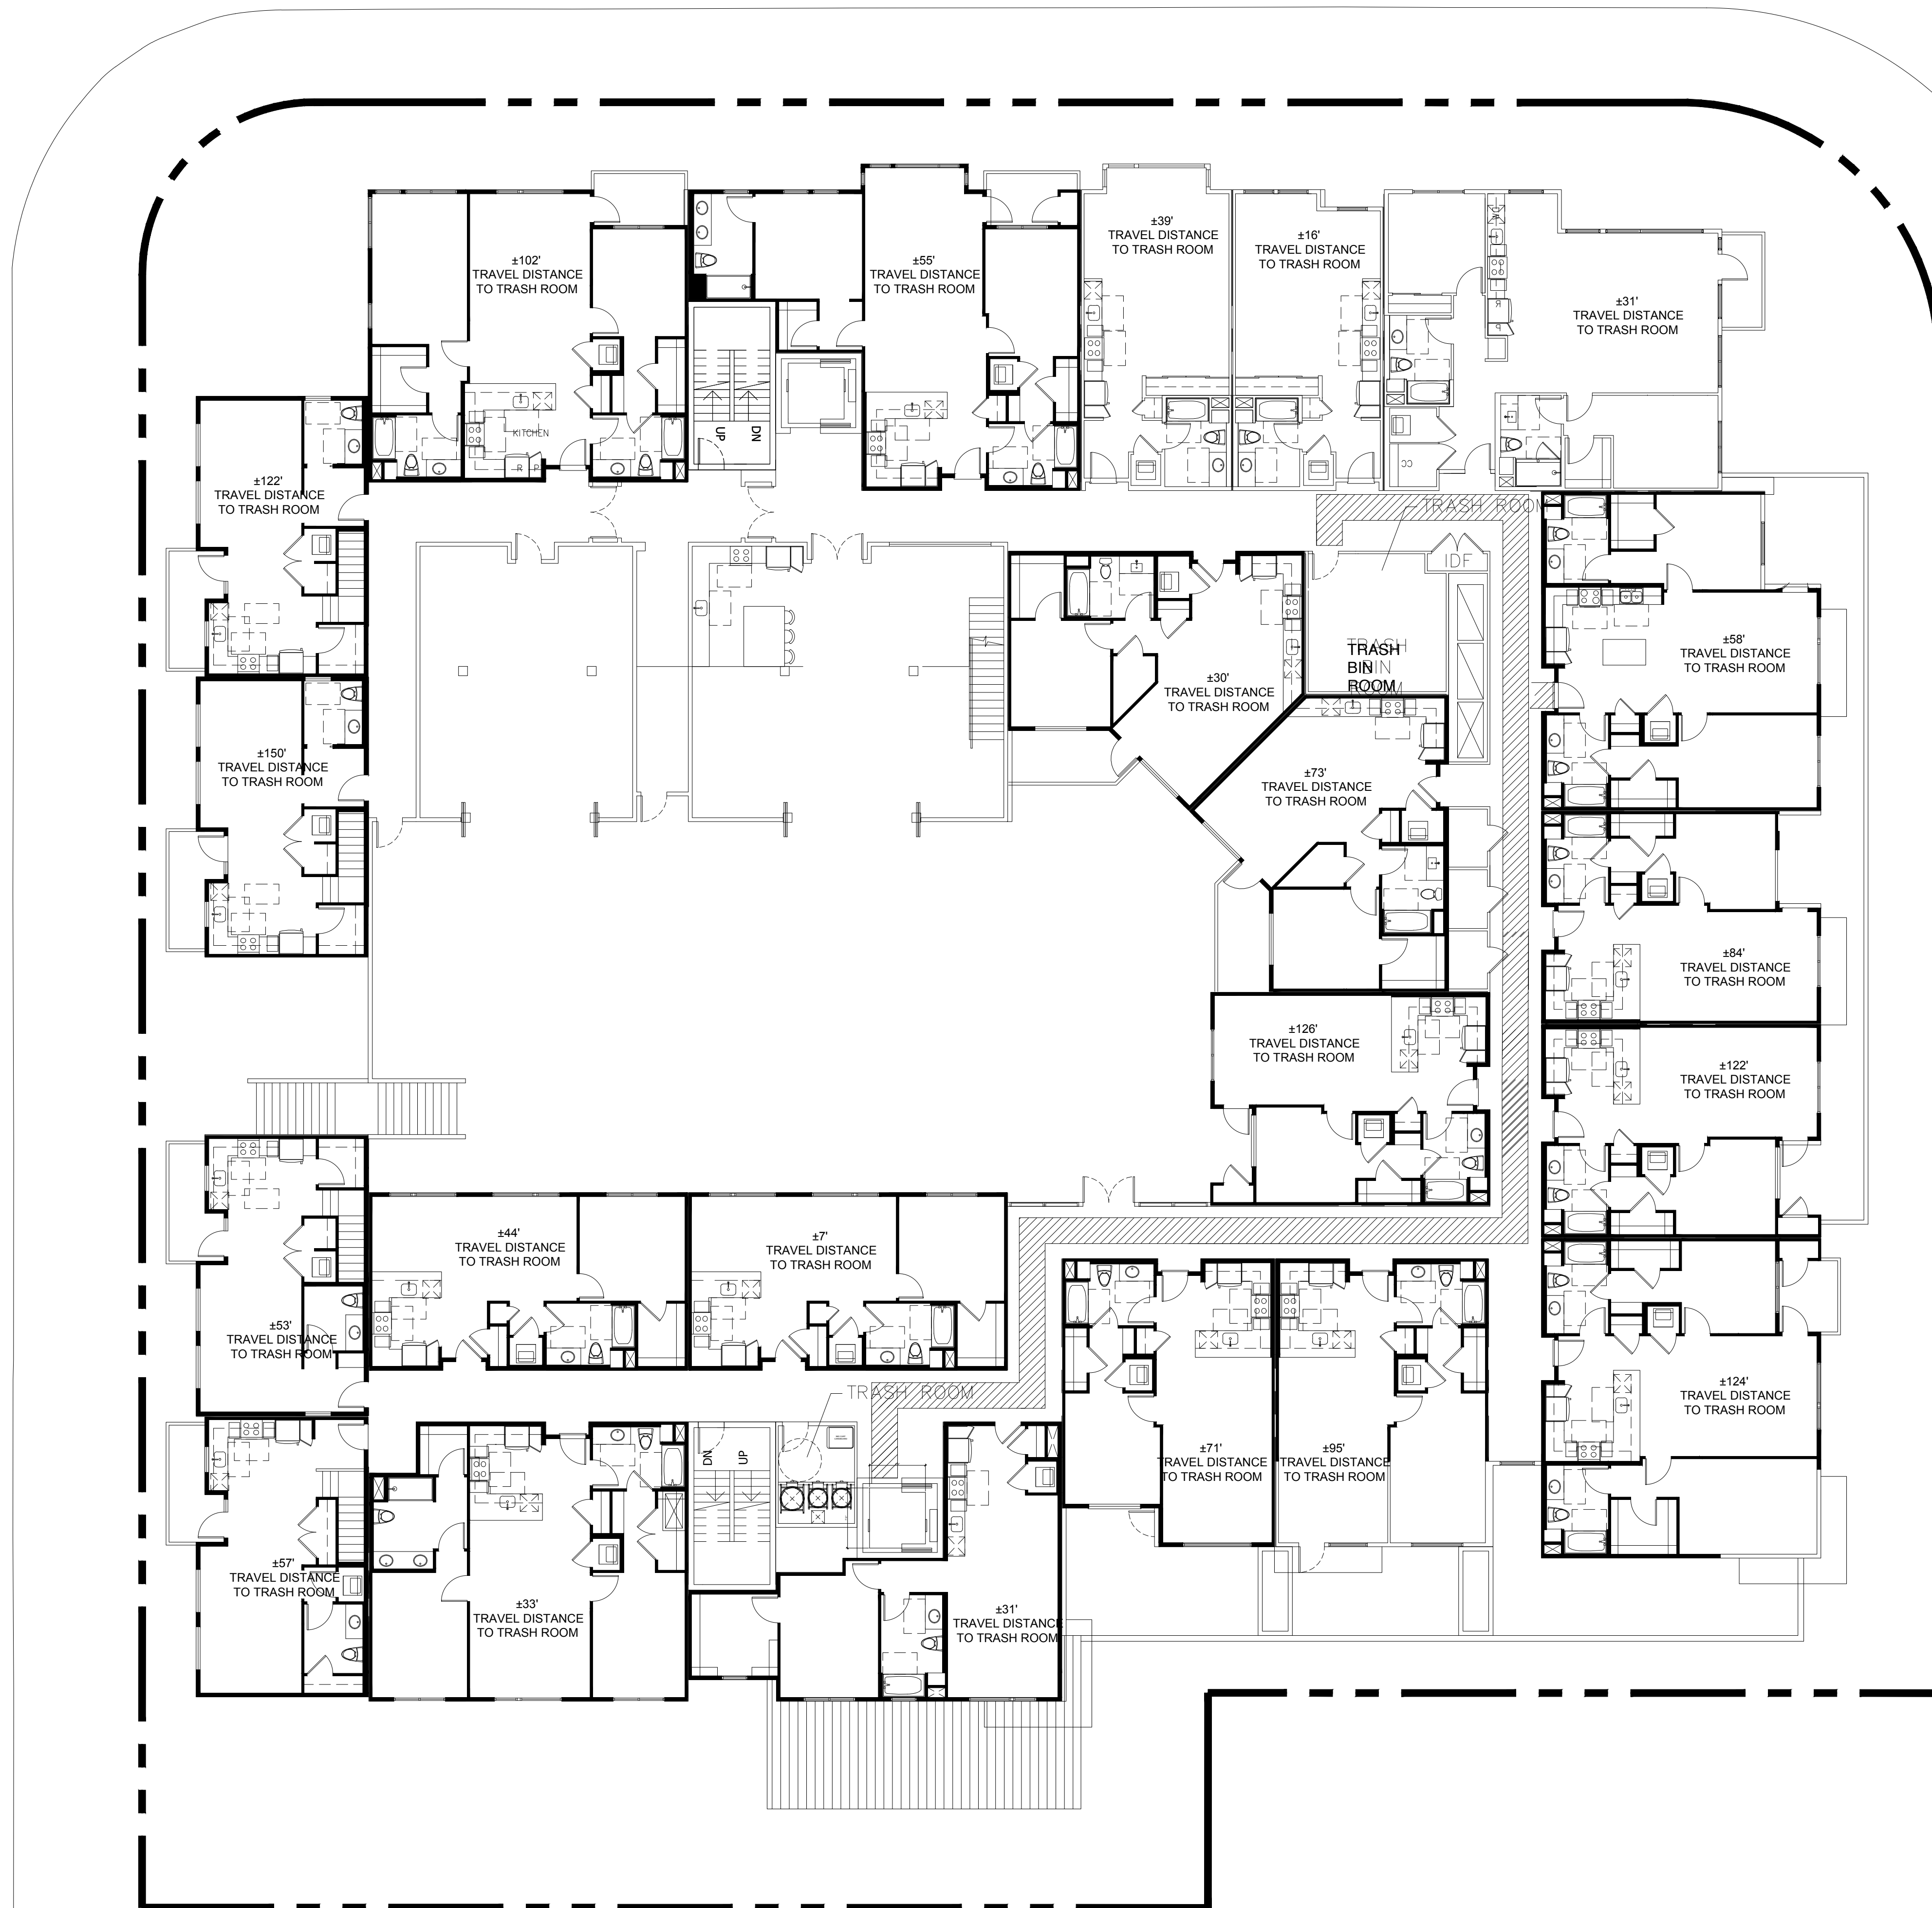 ±39'
TRAVEL DISTANCE
TO TRASH ROOM
±16'
TRAVEL DISTANCE
TO TRASH ROOM
±102'
TRAVEL DISTANCE
TO TRASH ROOM
±55'
TRAVEL DISTANCE
TO TRASH ROOM
±31'
TRAVEL DISTANCE
TO TRASH ROOM
KITCHEN
R P
UP
DN
±122'
TRAVEL DISTANCE
TO TRASH ROOM
TRASH ROOM
IDF
±58'
TRAVEL DISTANCE
TO TRASH ROOM
TRASH
BIN
ROOM
TRASH
BIN
ROOM
±30'
TRAVEL DISTANCE
TO TRASH ROOM
±150'
TRAVEL DISTANCE
TO TRASH ROOM
±73'
TRAVEL DISTANCE
TO TRASH ROOM
±84'
TRAVEL DISTANCE
TO TRASH ROOM
±126'
TRAVEL DISTANCE
TO TRASH ROOM
±122'
TRAVEL DISTANCE
TO TRASH ROOM
±44'
TRAVEL DISTANCE
TO TRASH ROOM
±7'
TRAVEL DISTANCE
TO TRASH ROOM
±53'
TRAVEL DISTANCE
TO TRASH ROOM
TRASH ROOM
±124'
TRAVEL DISTANCE
TO TRASH ROOM
DN
UP
±71'
TRAVEL DISTANCE
TO TRASH ROOM
±95'
TRAVEL DISTANCE
TO TRASH ROOM
±57'
TRAVEL DISTANCE
TO TRASH ROOM
±33'
TRAVEL DISTANCE
TO TRASH ROOM
±31'
TRAVEL DISTANCE
TO TRASH ROOM